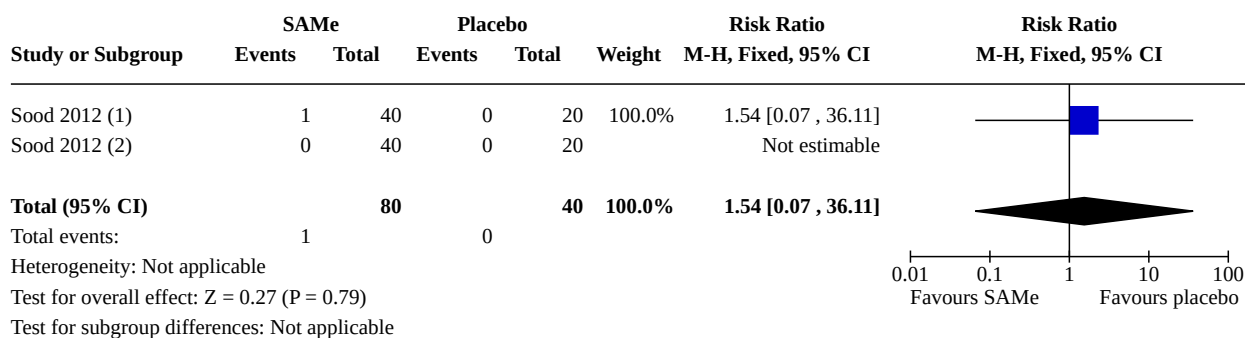 SAMe Placebo Risk Ratio Risk Ratio
Study or Subgroup Events Total Events Total Weight M-H, Fixed, 95% CI M-H, Fixed, 95% CI
Sood 2012 (1) 1 40 0 20 100.0% 1.54 [0.07 , 36.11]
Sood 2012 (2) 0 40 0 20 Not estimable
Total (95% CI) 80 40 100.0% 1.54 [0.07 , 36.11]
Total events: 1 0
Heterogeneity: Not applicable
0.01 0.1 1 10 100
Test for overall effect: Z = 0.27 (P = 0.79)
Favours SAMe Favours placebo
Test for subgroup differences: Not applicable